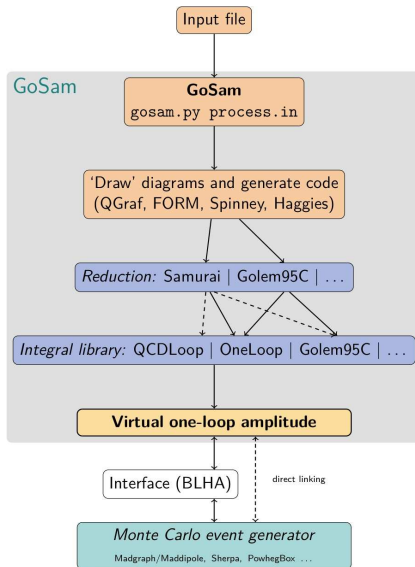 Input file
GoSam
GoSam
gosam.py process.in
‘Draw’ diagrams and generate code
(QGraf, FORM, Spinney, Haggies)
Reduction: Samurai | Golem95C | ...
Integral library: QCDLoop | OneLoop | Golem95C | ...
Virtual one-loop amplitude
Interface (BLHA)
direct linking
Monte Carlo event generator
Madgraph/Maddipole, Sherpa, PowhegBox ...